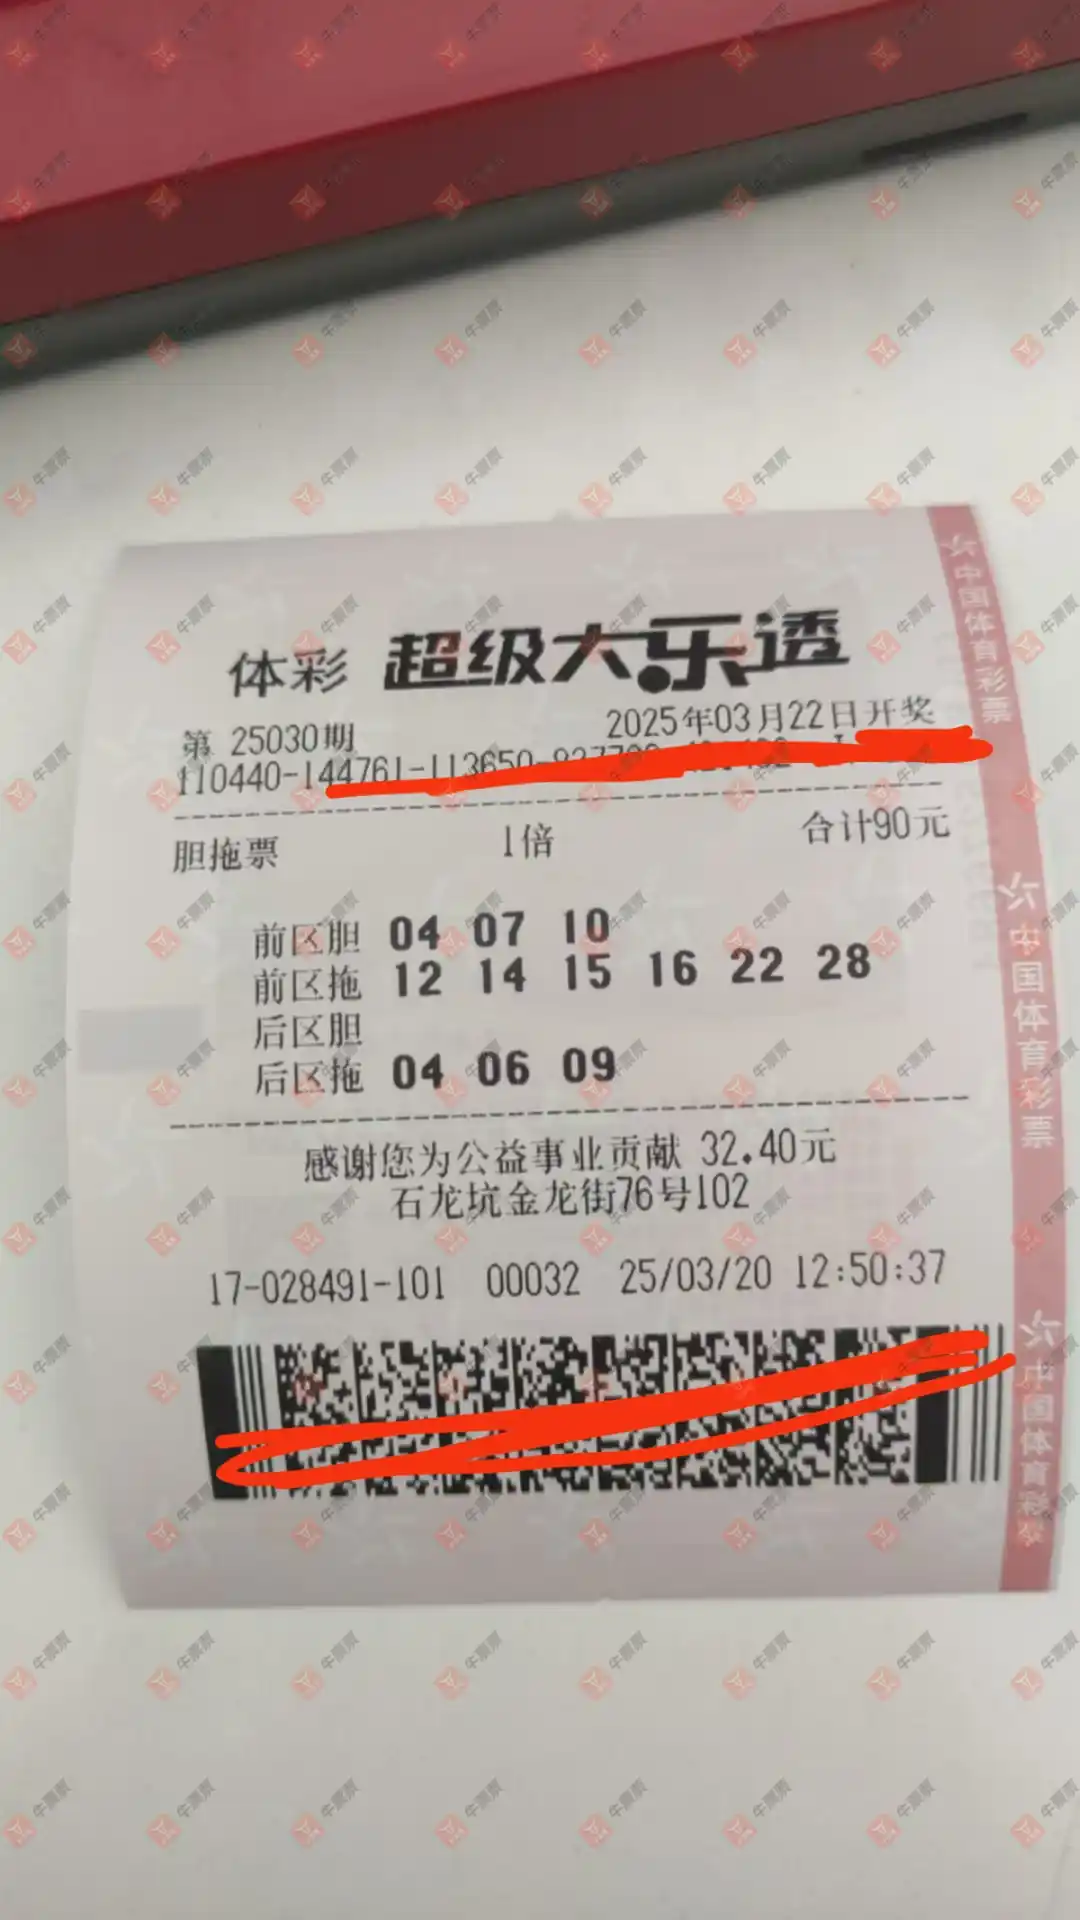 体彩 超级大乐透
第 25030期 2025年03月22日开奖
110440-144761-113650-
胆拖票 1倍 合计90元
前区胆 04 07 10
前区拖 12 14 15 16 22 28
后区胆
后区拖 04 06 09
感谢您为公益事业贡献 32.40元
石龙坑金龙街76号102
17-028491-101 00032 25/03/20 12:50:37
中国体育彩票
中国体育彩票
中国体育彩票
牛票票